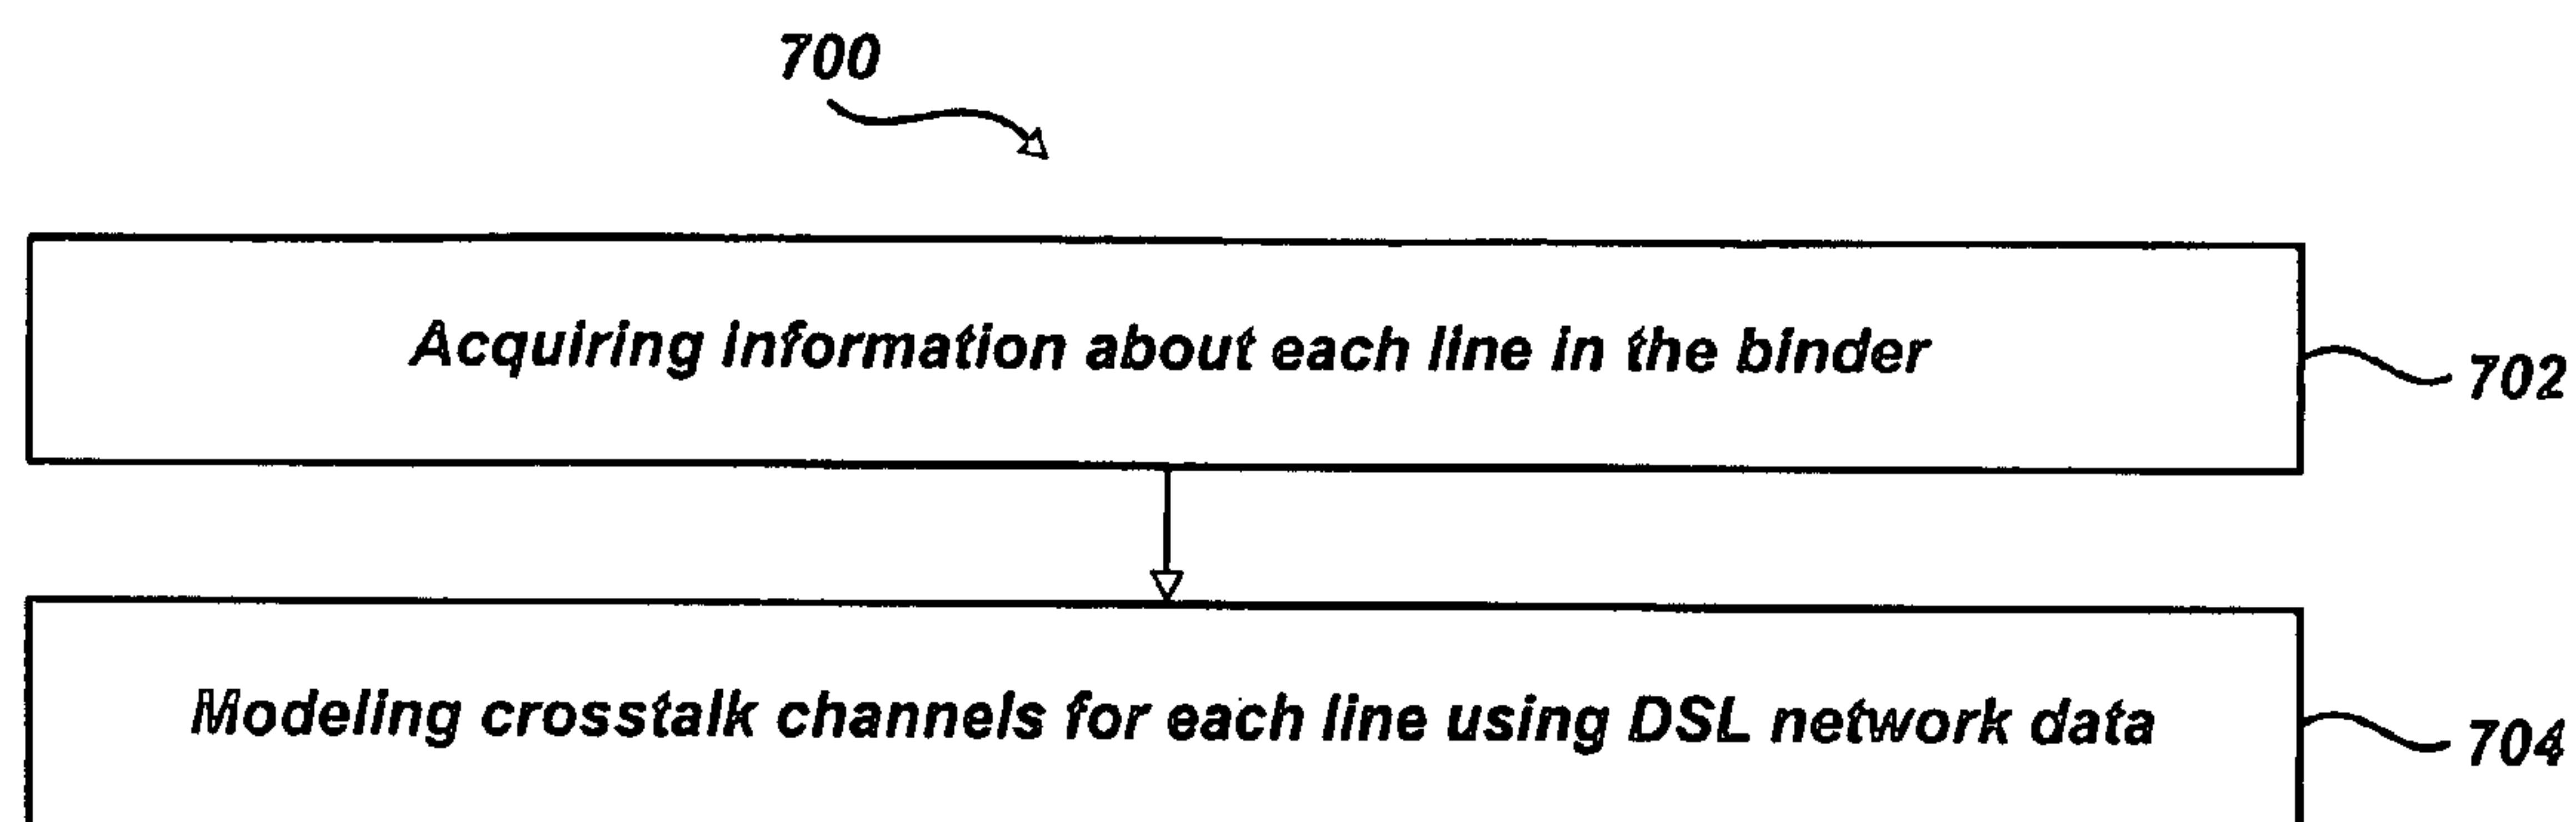 700
Acquiring information about each line in the binder
702
Modeling crosstalk channels for each line using DSL network data
704